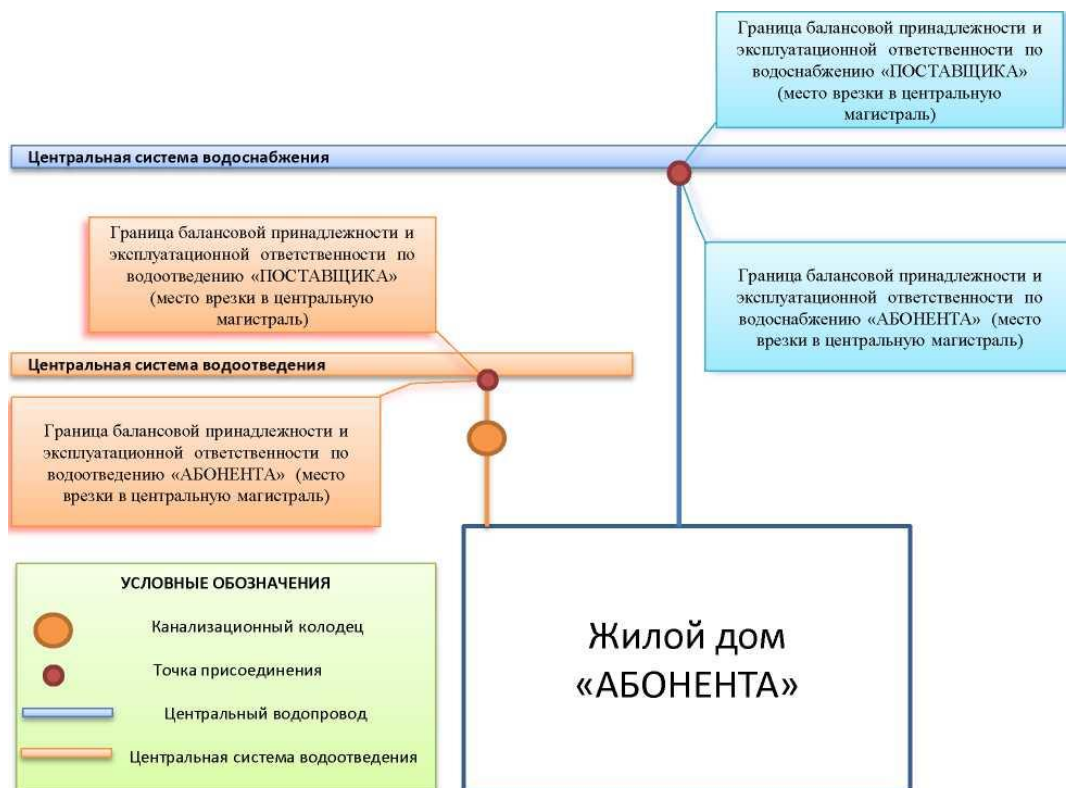 Граница балансовой принадлежности и
эксплуатационной ответственности по
водоснабжению «ПОСТАВЩИКА»
(место врезки в центральную
магистраль)
Центральная система водоснабжения
Граница балансовой принадлежности и
эксплуатационной ответственности по
водоотведению «ПОСТАВЩИКА»
(место врезки в центральную
магистраль)
Граница балансовой принадлежности и
эксплуатационной ответственности по
водоснабжению «АБОНЕНТА» (место
врезки в центральную магистраль)
Центральная система водоотведения
Граница балансовой принадлежности и
эксплуатационной ответственности по
водоотведению «АБОНЕНТА» (место
врезки в центральную магистраль)
УСЛОВНЫЕ ОБОЗНАЧЕНИЯ
Канализационный колодец
Точка присоединения
Центральный водопровод
Центральная система водоотведения
Жилой дом
«АБОНЕНТА»